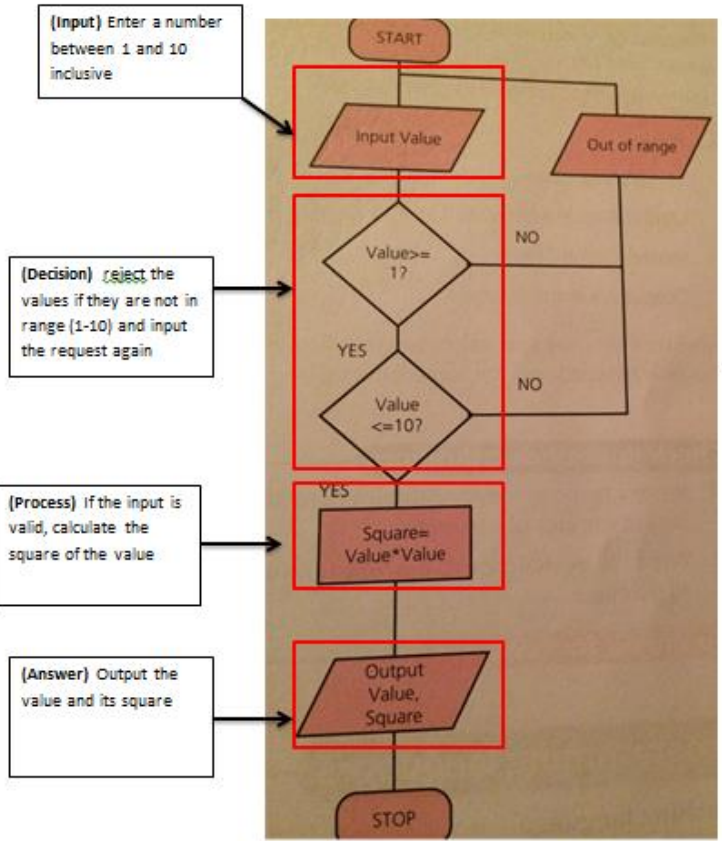 (Input) Enter a number
between 1 and 10
inclusive
START
Input Value
Out of range
(Decision) reject the
values if they are not in
range (1-10) and input
the request again
Value>=
1?
NO
YES
Value
<=10?
NO
YES
(Process) If the input is
valid, calculate the
square of the value
Square=
Value*Value
(Answer) Output the
value and its square
Output
Value,
Square
STOP